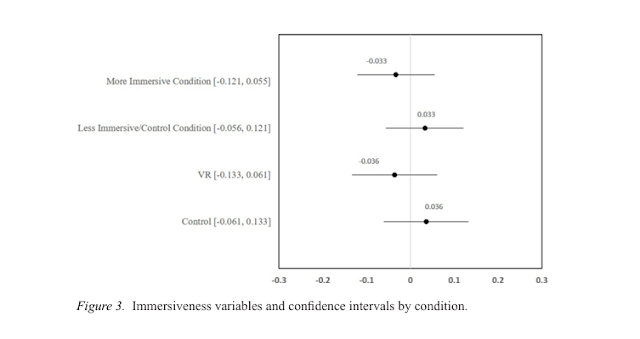 -0.033
More Immersive Condition [-0.121, 0.055]
0.033
Less Immersive/Control Condition [-0.056, 0.121]
-0.036
VR [-0.133, 0.061]
0.036
Control [-0.061, 0.133]
-0.3 -0.2 -0.1 0 0.1 0.2 0.3
Figure 3. Immersiveness variables and confidence intervals by condition.